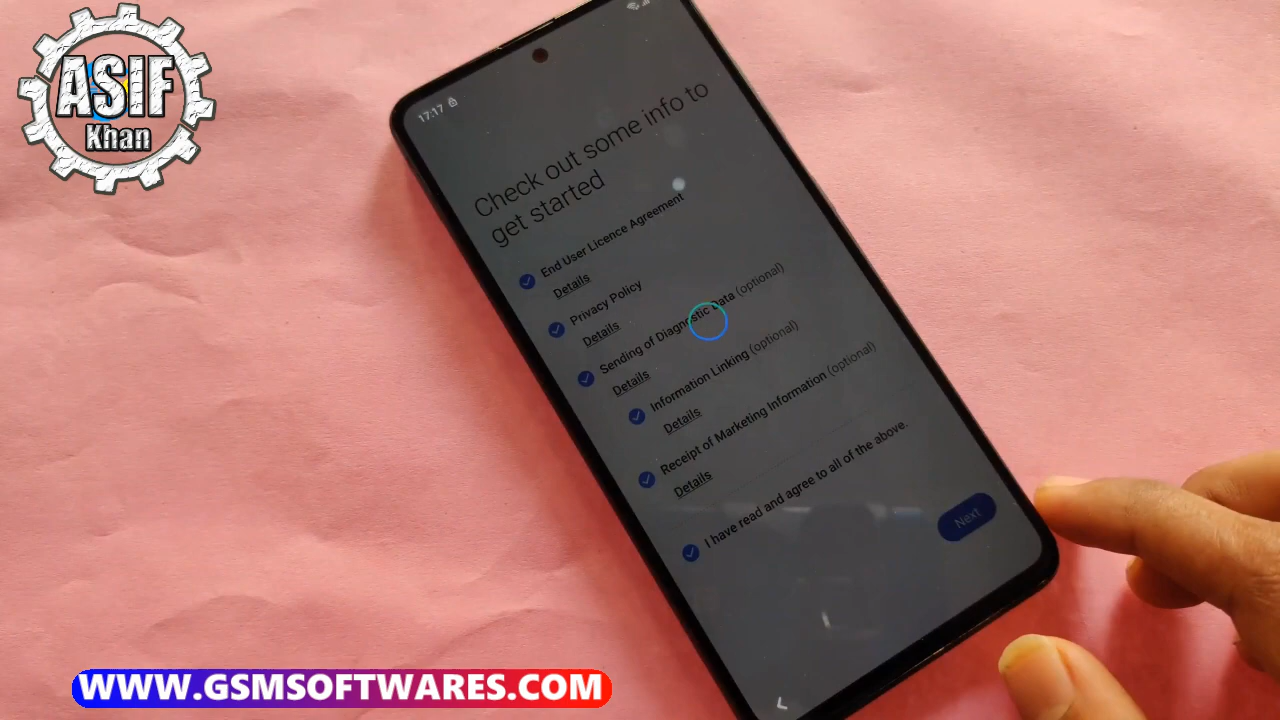 ASIF
Khan
17:17
Check out some info to
get started
End User Licence Agreement
Details
Privacy Policy
Details
Sending of Diagnostic Data (optional)
Details
Information Linking (optional)
Details
Receipt of Marketing Information (optional)
Details
I have read and agree to all of the above.
Next
WWW.GSMSOFTWARES.COM